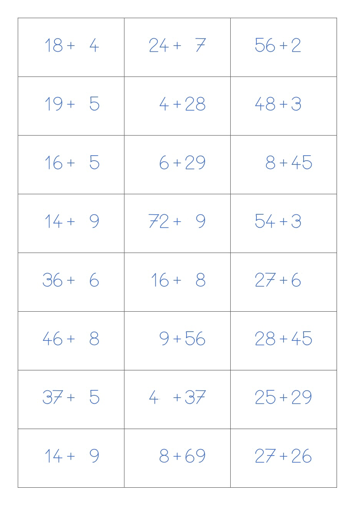 18 + 4 24 + 7 56 + 2
19 + 5 4 + 28 48 + 3
16 + 5 6 + 29 8 + 45
14 + 9 72 + 9 54 + 3
36 + 6 16 + 8 27 + 6
46 + 8 9 + 56 28 + 45
37 + 5 4 + 37 25 + 29
14 + 9 8 + 69 27 + 26